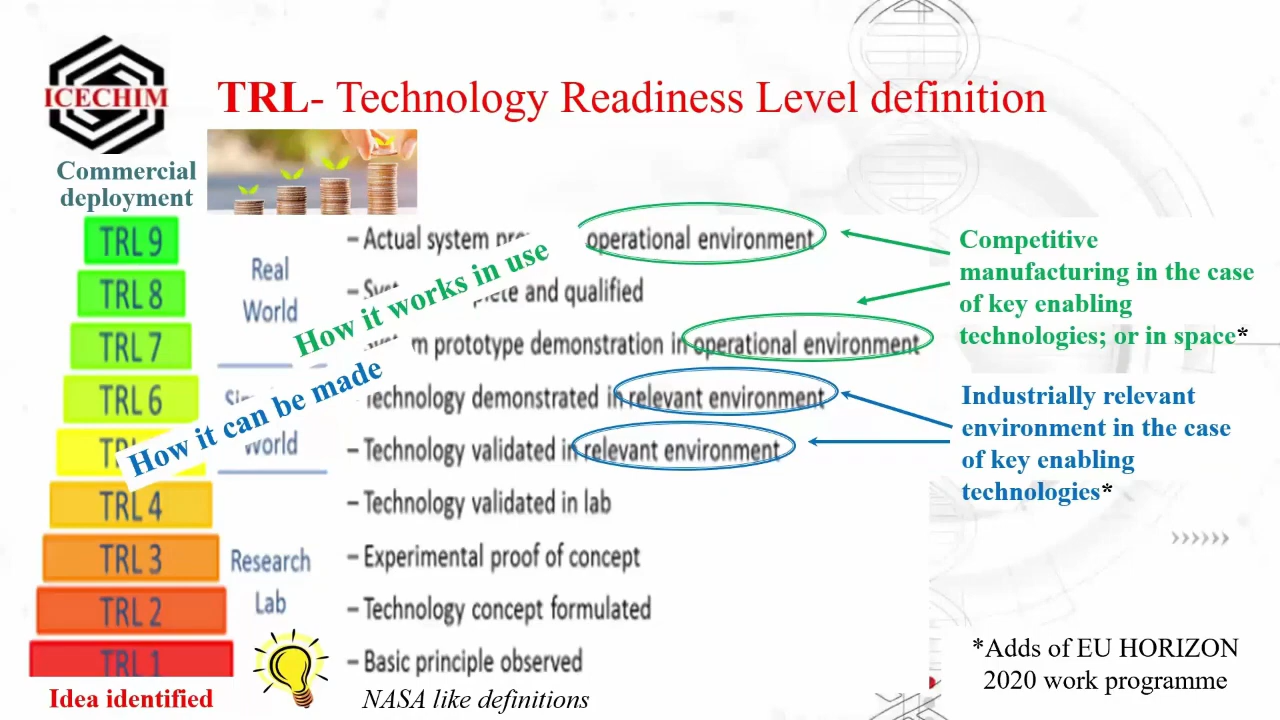 ICECHIM
TRL- Technology Readiness Level definition
Commercial
deployment
TRL 9
– Actual system operational environment
TRL 8
– and qualified
TRL 7
prototype demonstration in operational environment
TRL 6
Technology demonstrated in relevant environment
– Technology validated in relevant environment
TRL 4
– Technology validated in lab
TRL 3
– Experimental proof of concept
TRL 2
– Technology concept formulated
TRL 1
– Basic principle observed
Idea identified
Real
World
World
Research
Lab
How it works in use
How it can be made
NASA like definitions
Competitive
manufacturing in the case
of key enabling
technologies; or in space*
Industrially relevant
environment in the case
of key enabling
technologies*
*Adds of EU HORIZON
2020 work programme